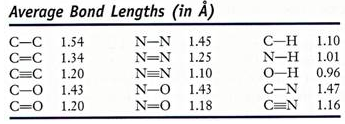 Average Bond Lengths (in Å)
C—C 1.54 N—N 1.45 C—H 1.10
C=C 1.34 N=N 1.25 N—H 1.01
C≡C 1.20 N≡N 1.10 O—H 0.96
C—O 1.43 N—O 1.43 C—N 1.47
C=O 1.20 N=O 1.18 C≡N 1.16